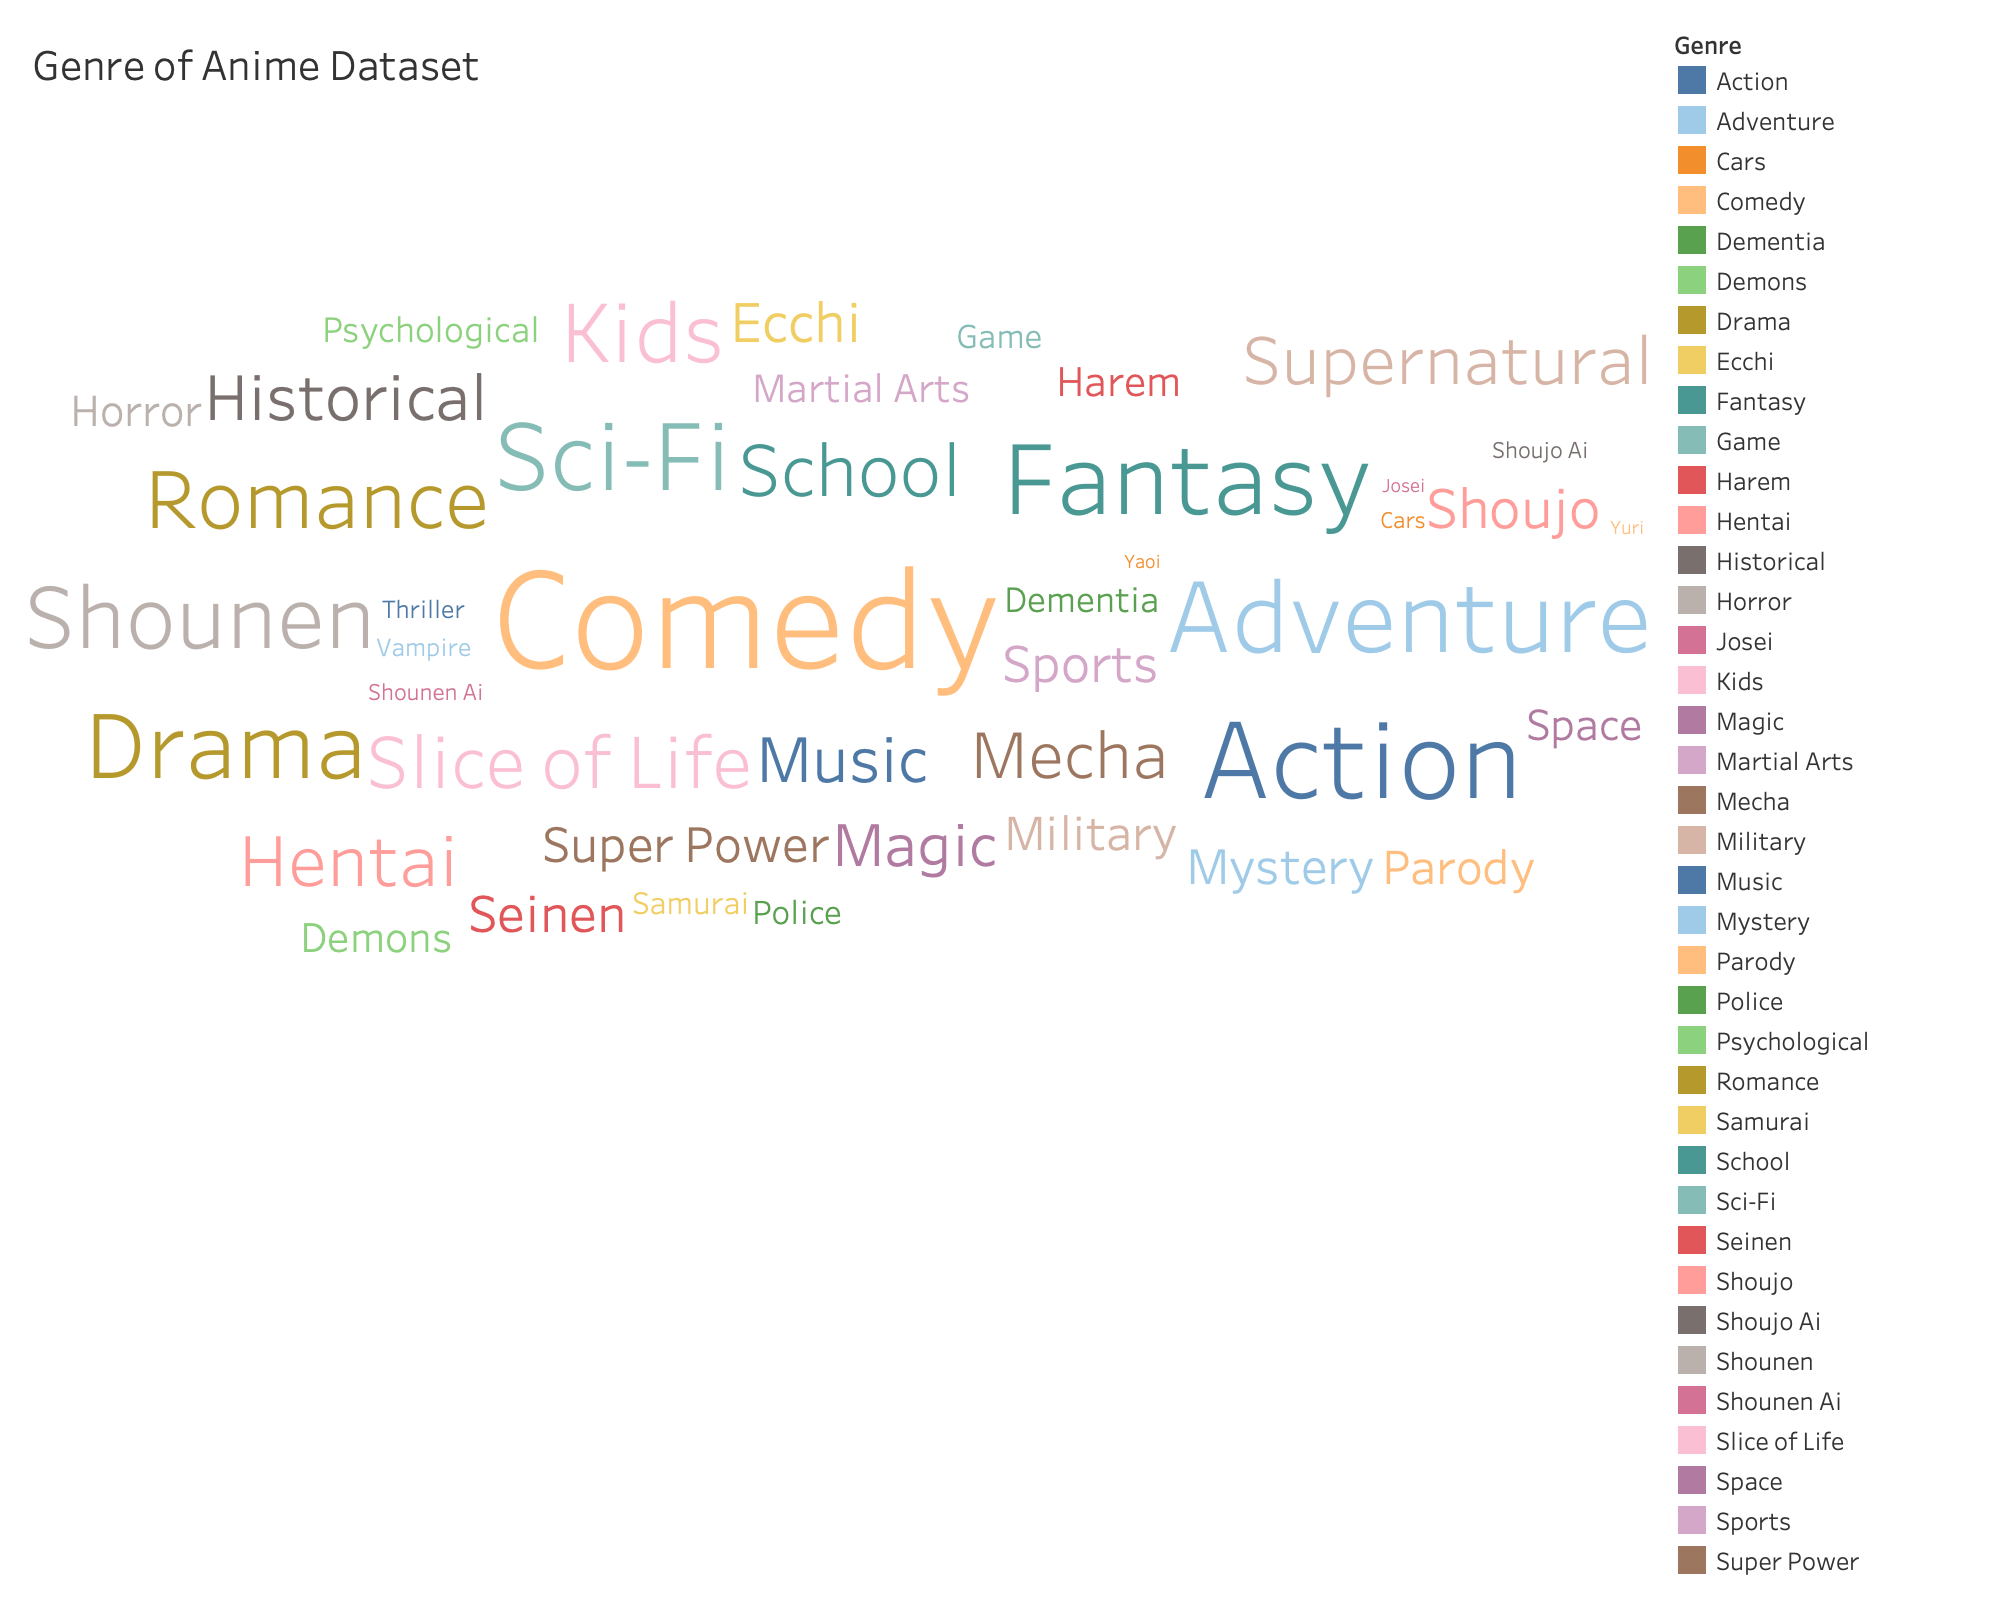 Genre of Anime Dataset
Psychological
Kids
Ecchi
Game
Supernatural
Horror
Historical
Martial Arts
Harem
Sci-Fi
School
Fantasy
Shoujo Ai
Josei
Romance
Cars
Shoujo
Yuri
Yaoi
Shounen
Thriller
Comedy
Dementia
Adventure
Vampire
Sports
Shounen Ai
Drama
Slice of Life
Music
Mecha
Action
Space
Hentai
Super Power
Magic
Military
Mystery
Parody
Seinen
Samurai
Police
Demons
Genre
Action
Adventure
Cars
Comedy
Dementia
Demons
Drama
Ecchi
Fantasy
Game
Harem
Hentai
Historical
Horror
Josei
Kids
Magic
Martial Arts
Mecha
Military
Music
Mystery
Parody
Police
Psychological
Romance
Samurai
School
Sci-Fi
Seinen
Shoujo
Shoujo Ai
Shounen
Shounen Ai
Slice of Life
Space
Sports
Super Power